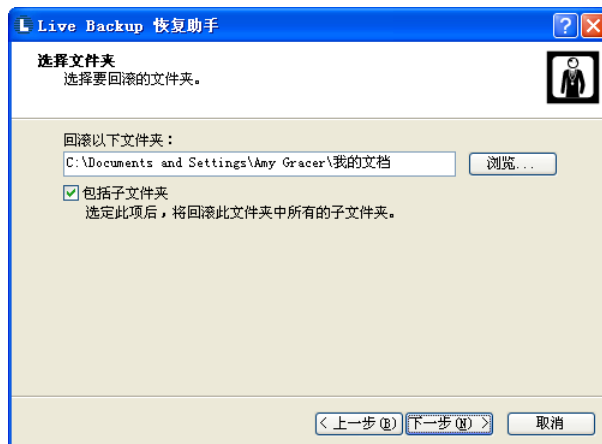 Live Backup 恢复助手
选择文件夹
选择要回滚的文件夹。
回滚以下文件夹：
C:\Documents and Settings\Amy Gracer\我的文档
浏览...
包括子文件夹
选定此项后，将回滚此文件夹中所有的子文件夹。
< 上一步(B)
下一步(N) >
取消